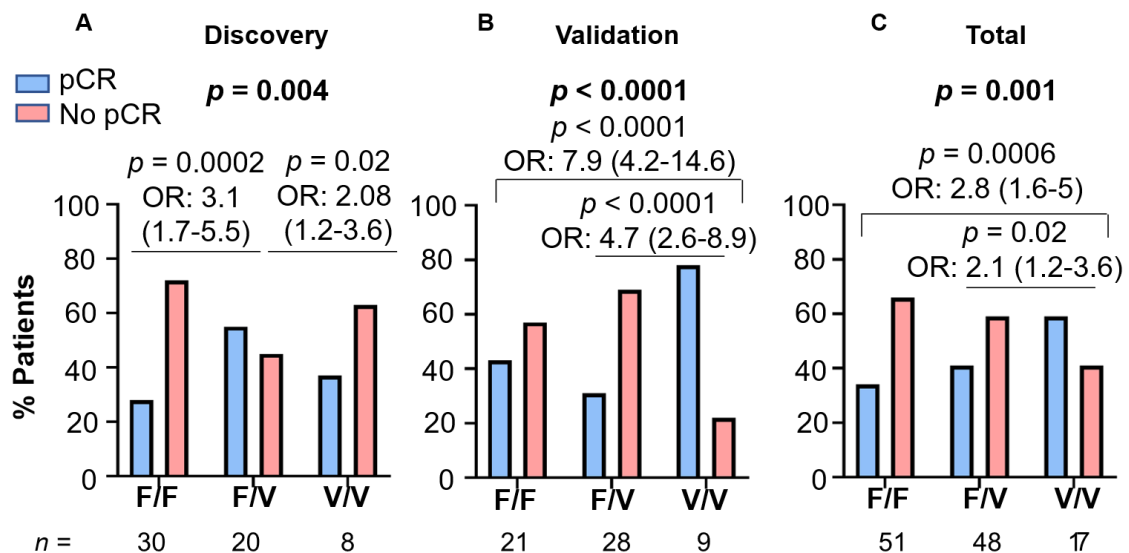 A
Discovery
pCR
No pCR
p = 0.004
p = 0.0002
OR: 3.1
(1.7-5.5)
p = 0.02
OR: 2.08
(1.2-3.6)
% Patients
100
80
60
40
20
0
F/F F/V V/V
n = 30 20 8
B
Validation
p < 0.0001
p < 0.0001
OR: 7.9 (4.2-14.6)
p < 0.0001
OR: 4.7 (2.6-8.9)
100
80
60
40
20
0
F/F F/V V/V
21 28 9
C
Total
p = 0.001
p = 0.0006
OR: 2.8 (1.6-5)
p = 0.02
OR: 2.1 (1.2-3.6)
100
80
60
40
20
0
F/F F/V V/V
51 48 17